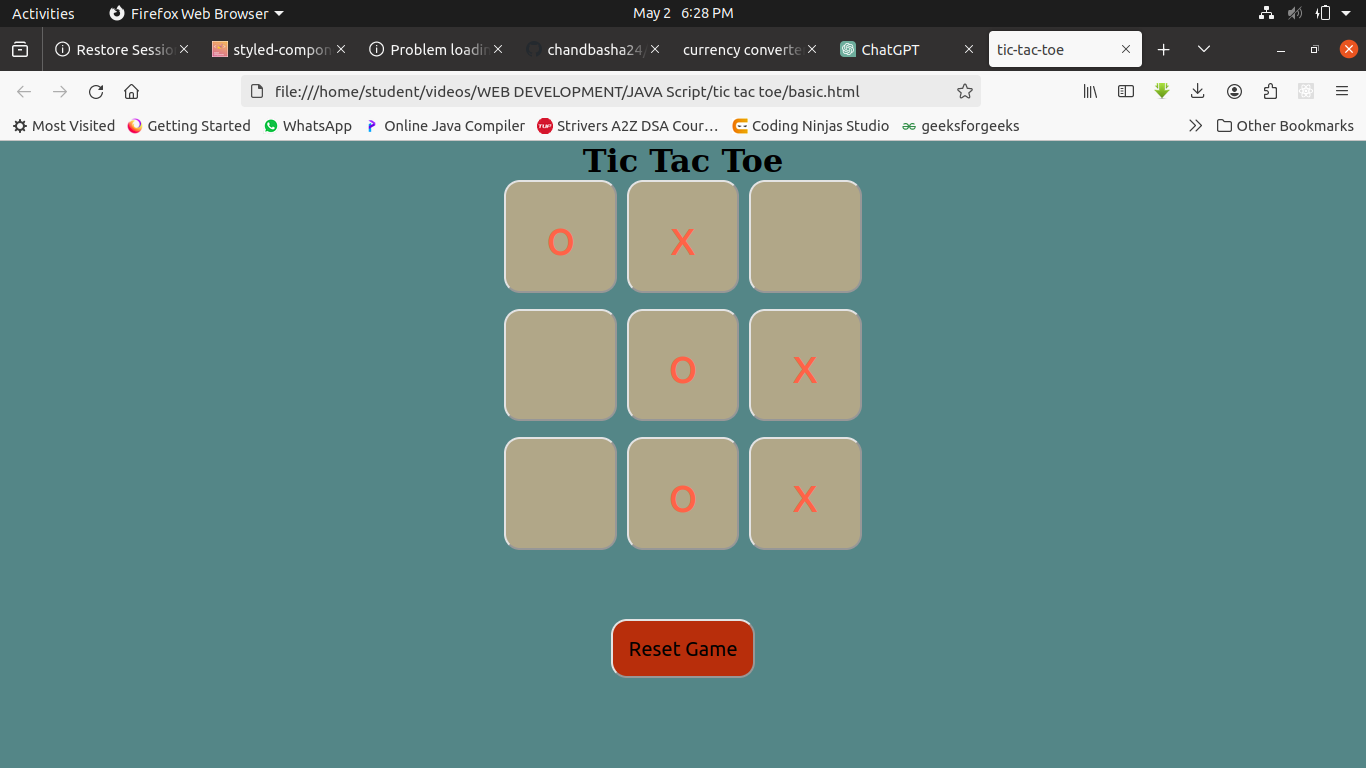 Activities Firefox Web Browser May 2 6:28 PM
Restore Sessio styled-compon Problem loadin chandbasha24/ currency converte ChatGPT tic-tac-toe
file:///home/student/videos/WEB DEVELOPMENT/JAVA Script/tic tac toe/basic.html
Most Visited Getting Started WhatsApp Online Java Compiler Strivers A2Z DSA Cour… Coding Ninjas Studio geeksforgeeks Other Bookmarks
Tic Tac Toe
O X
O X
O X
Reset Game